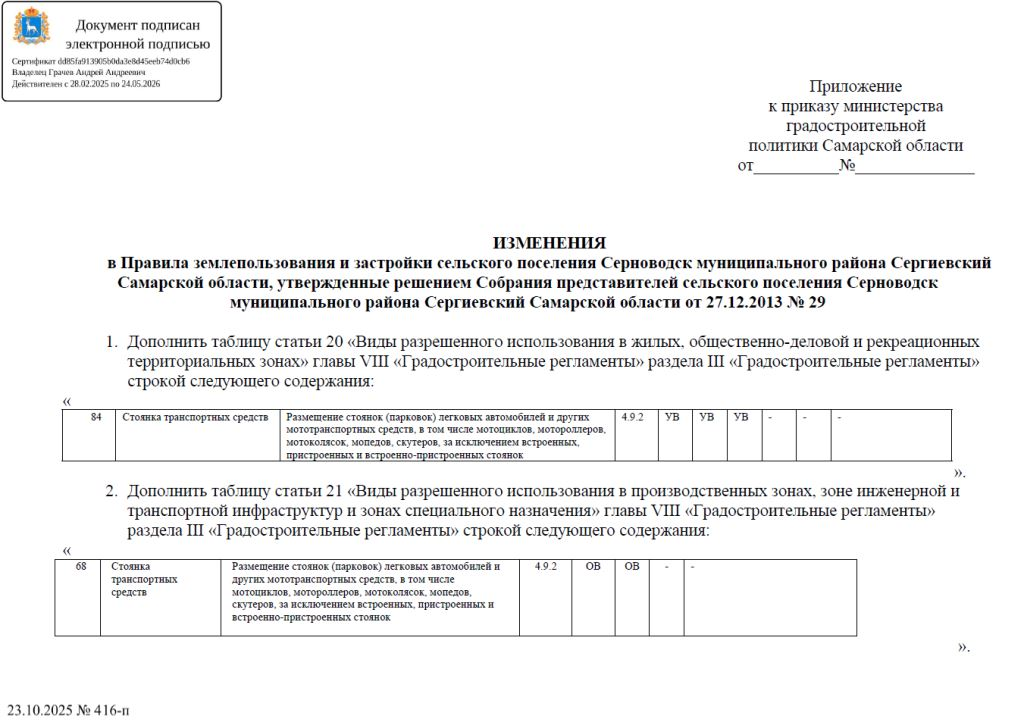 Документ подписан
электронной подписью
Сертификат dd85fa913905b0da3e8d45eeb74d0cb6
Владелец Грачев Андрей Андреевич
Действителен с 28.02.2025 по 24.05.2026
Приложение
к приказу министерства
градостроительной
политики Самарской области
от__________№______________
ИЗМЕНЕНИЯ
в Правила землепользования и застройки сельского поселения Серноводск муниципального района Сергиевский
Самарской области, утвержденные решением Собрания представителей сельского поселения Серноводск
муниципального района Сергиевский Самарской области от 27.12.2013 № 29
1. Дополнить таблицу статьи 20 «Виды разрешенного использования в жилых, общественно-деловой и рекреационных
территориальных зонах» главы VIII «Градостроительные регламенты» раздела III «Градостроительные регламенты»
строкой следующего содержания:
«
84 Стоянка транспортных средств Размещение стоянок (парковок) легковых автомобилей и других 4.9.2 УВ УВ УВ - - -
мототранспортных средств, в том числе мотоциклов, мотороллеров,
мотоколясок, мопедов, скутеров, за исключением встроенных,
пристроенных и встроенно-пристроенных стоянок
».
2. Дополнить таблицу статьи 21 «Виды разрешенного использования в производственных зонах, зоне инженерной и
транспортной инфраструктур и зонах специального назначения» главы VIII «Градостроительные регламенты»
раздела III «Градостроительные регламенты» строкой следующего содержания:
«
68 Стоянка Размещение стоянок (парковок) легковых автомобилей и 4.9.2 ОВ ОВ - -
транспортных других мототранспортных средств, в том числе
средств мотоциклов, мотороллеров, мотоколясок, мопедов,
скутеров, за исключением встроенных, пристроенных и
встроенно-пристроенных стоянок
».
23.10.2025 № 416-п